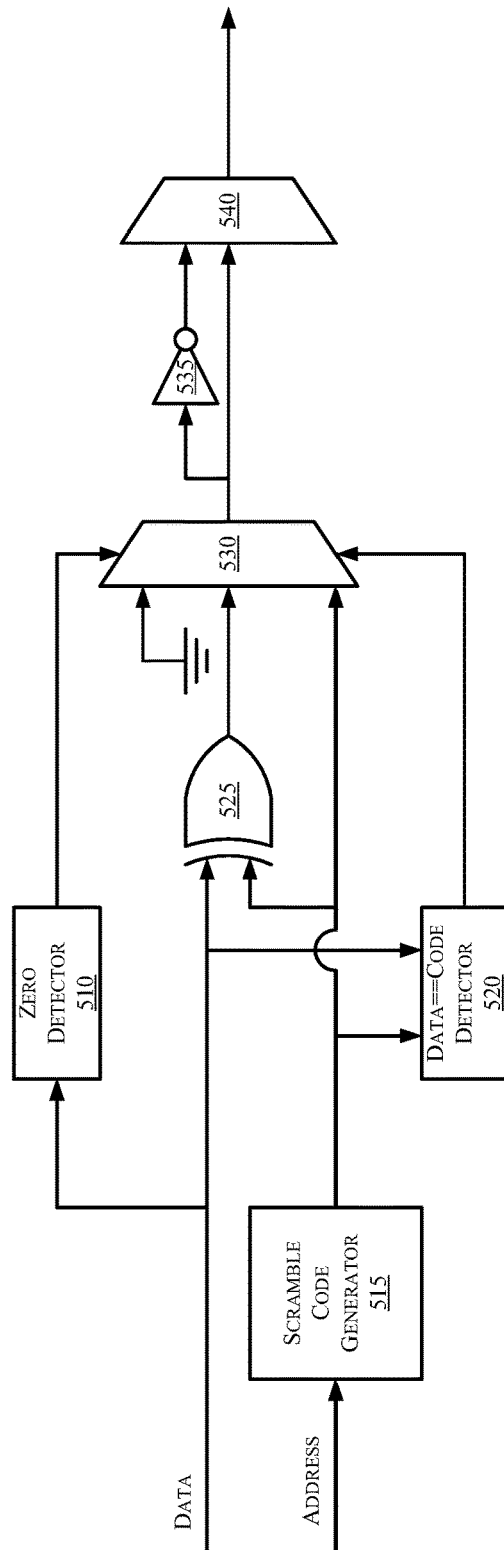 DATA
ADDRESS
ZERO
DETECTOR
510
SCRAMBLE
CODE
GENERATOR
515
DATA==CODE
DETECTOR
520
525
530
535
540